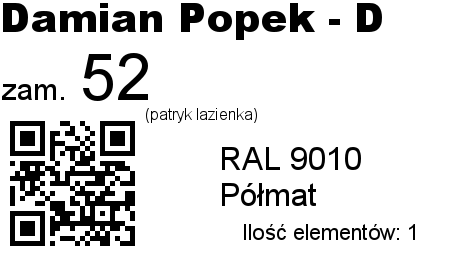 Damian Popek - D
zam. 52
(patryk lazienka)
RAL 9010
Półmat
Ilość elementów: 1